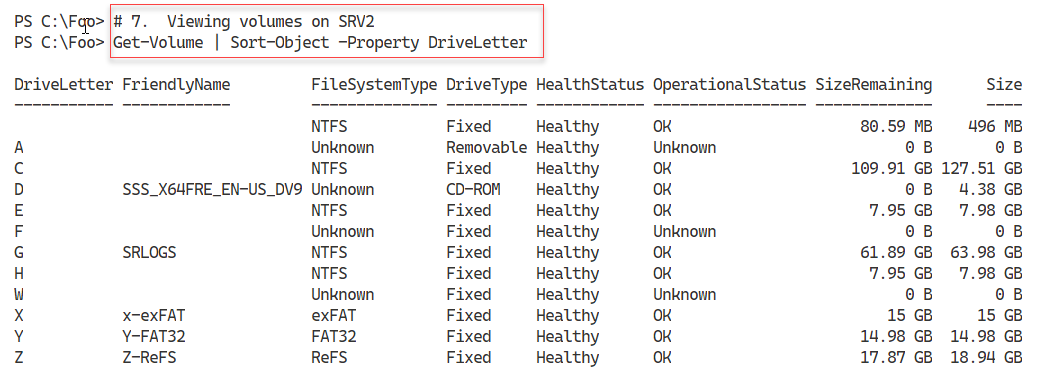 PS C:\Foo> # 7.  Viewing volumes on SRV2
PS C:\Foo> Get-Volume | Sort-Object -Property DriveLetter
DriveLetter FriendlyName         FileSystemType DriveType HealthStatus OperationalStatus SizeRemaining      Size
----------- ------------         -------------- --------- ------------ ----------------- -------------      ----
                                 NTFS           Fixed     Healthy      OK                     80.59 MB    496 MB
A                                Unknown        Removable Healthy      Unknown                     0 B       0 B
C                                NTFS           Fixed     Healthy      OK                    109.91 GB 127.51 GB
D           SSS_X64FRE_EN-US_DV9 Unknown        CD-ROM    Healthy      OK                          0 B   4.38 GB
E                                NTFS           Fixed     Healthy      OK                      7.95 GB   7.98 GB
F                                Unknown        Fixed     Healthy      Unknown                     0 B       0 B
G           SRLOGS               NTFS           Fixed     Healthy      OK                     61.89 GB  63.98 GB
H                                NTFS           Fixed     Healthy      OK                      7.95 GB   7.98 GB
W                                Unknown        Fixed     Healthy      Unknown                     0 B       0 B
X           x-exFAT              exFAT          Fixed     Healthy      OK                        15 GB     15 GB
Y           Y-FAT32              FAT32          Fixed     Healthy      OK                     14.98 GB  14.98 GB
Z           Z-ReFS               ReFS           Fixed     Healthy      OK                     17.87 GB  18.94 GB